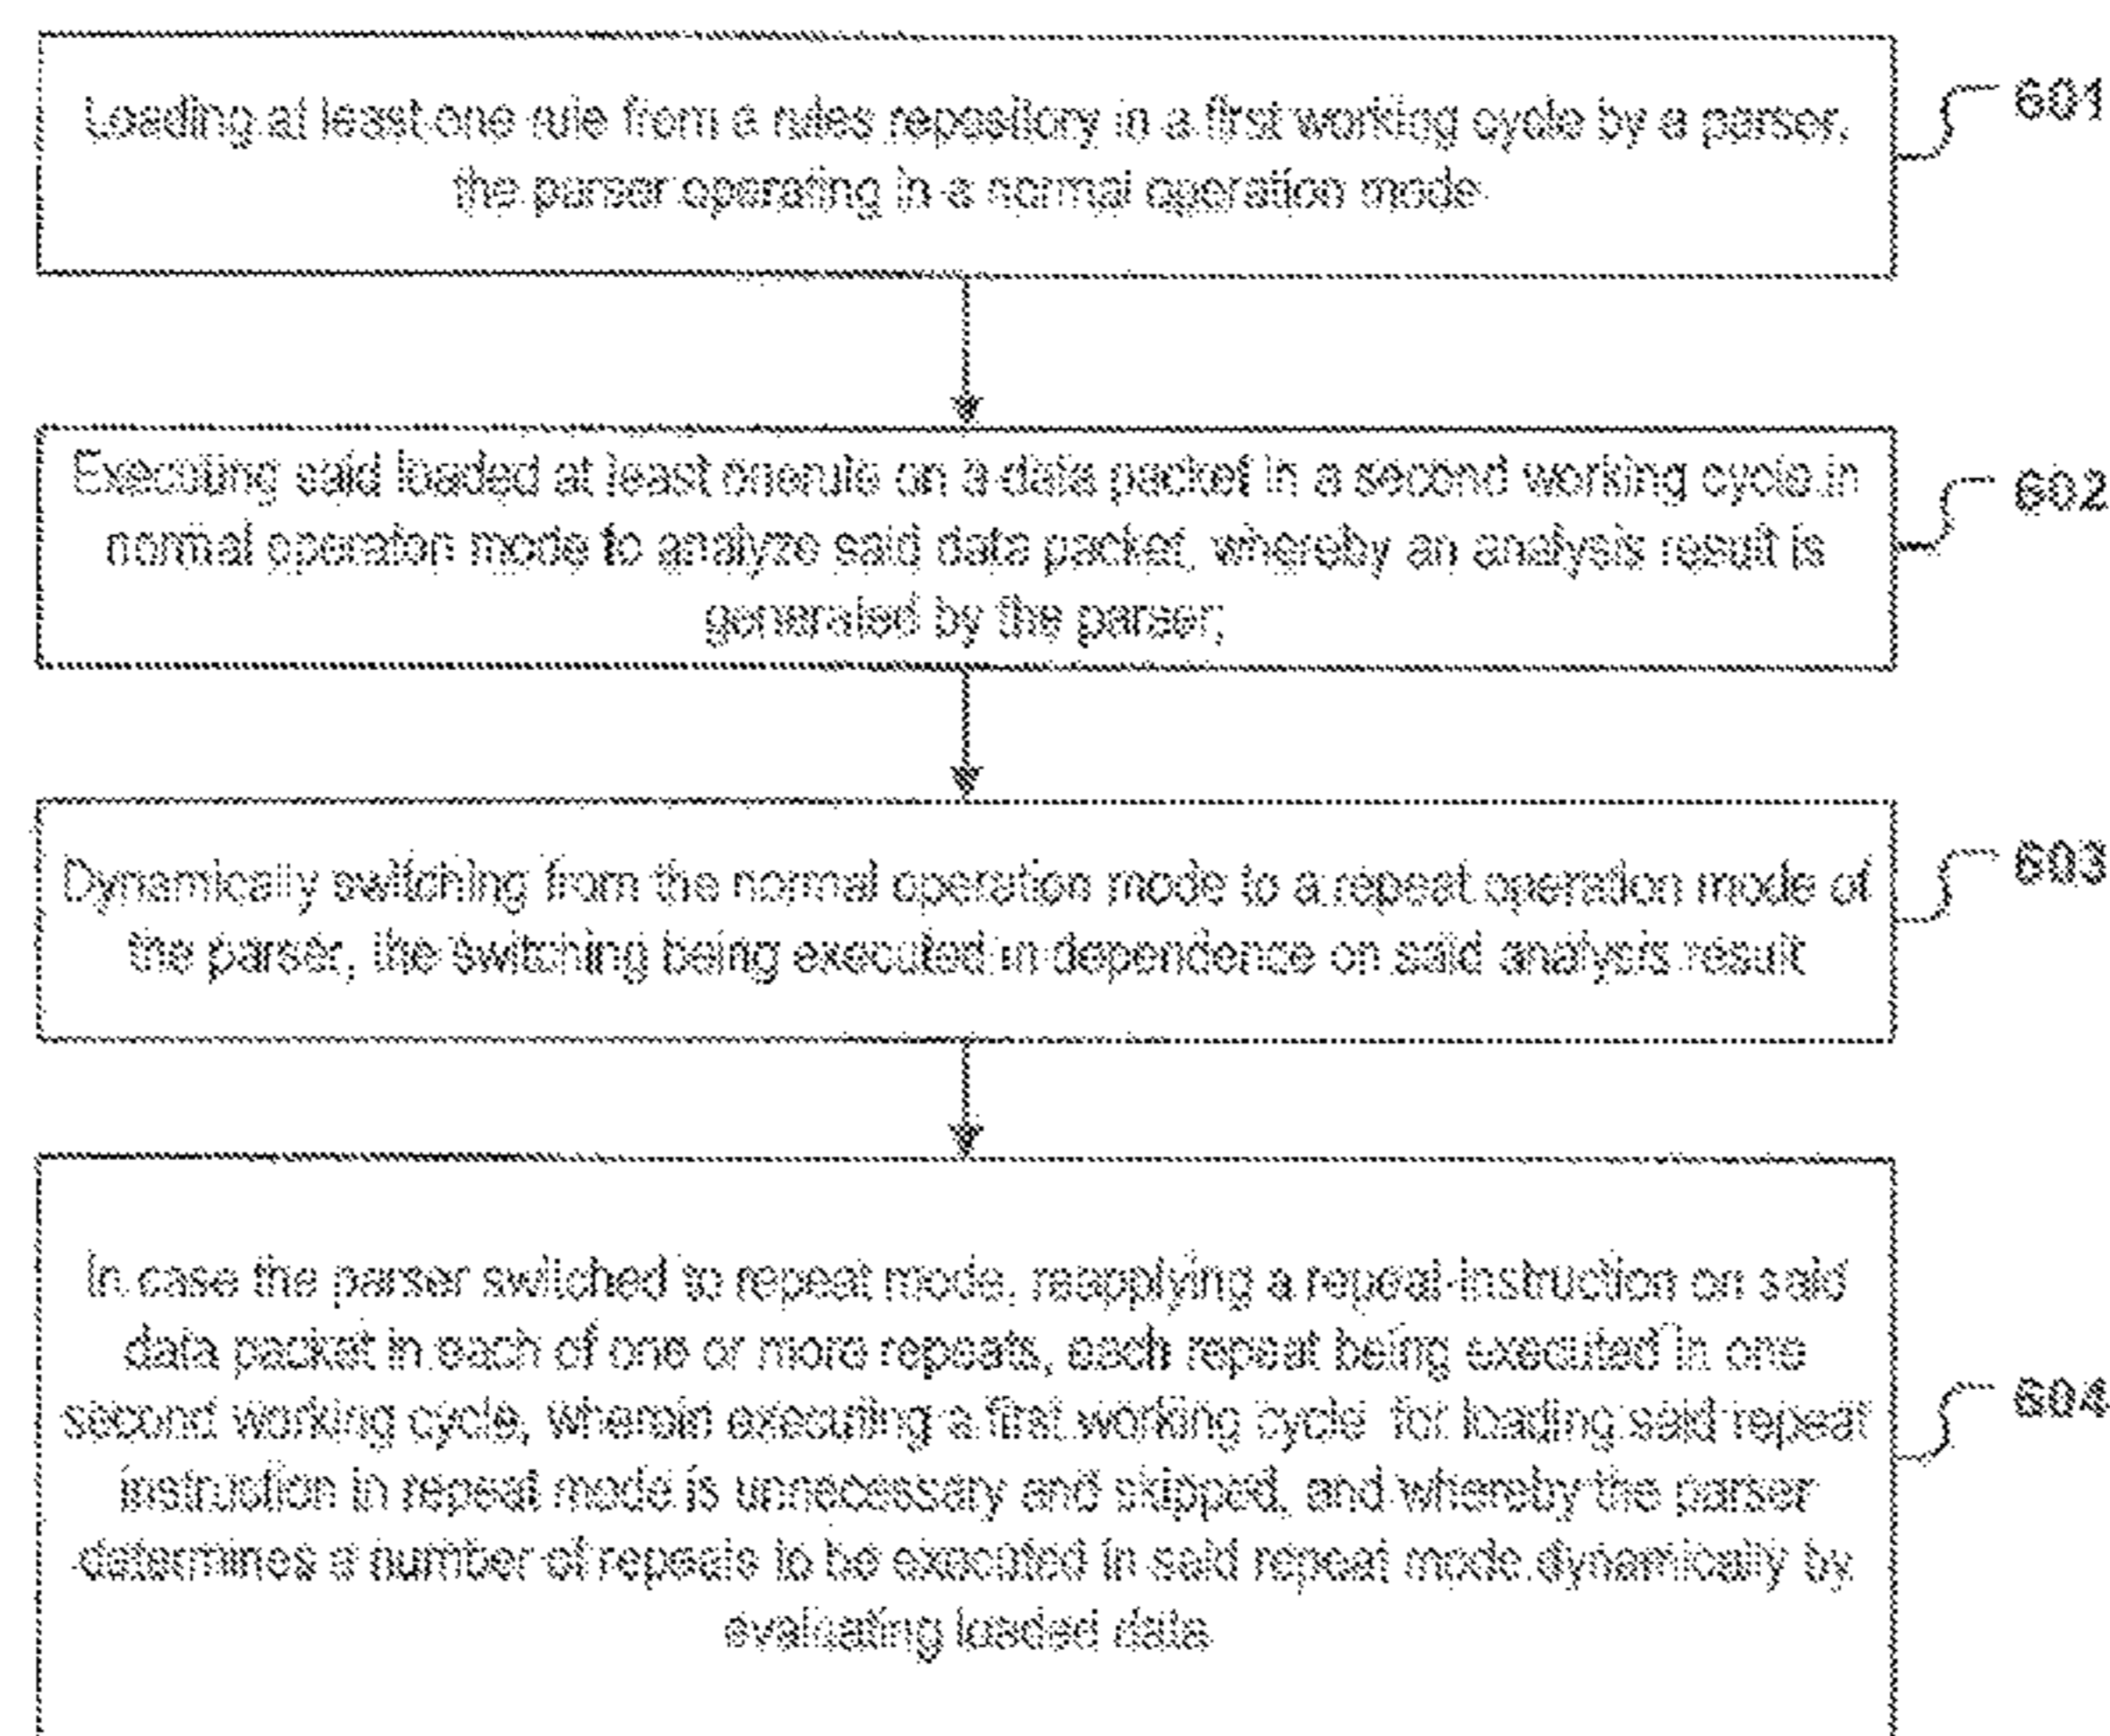 Loading at least one rule from a rules repository in a first working cycle by a parser,
the parser operating in a normal operation mode
601
Executing said loaded at least onerule on a data packet in a second working cycle in
normal operaton mode to analyze said data packet, whereby an analysis result is
generated by the parser;
602
Dynamically switching from the normal operation mode to a repeat operation mode of
the parser, the switching being executed in dependence on said analysis result
603
In case the parser switched to repeat mode, reapplying a repeat-instruction on said
data packet in each of one or more repeats, each repeat being executed in one
second working cycle, wherein executing a first working cycle for loading said repeat
instruction in repeat mode is unnecessary and skipped, and whereby the parser
determines a number of repeats to be executed in said repeat mode dynamically by
evaluating loaded data
604